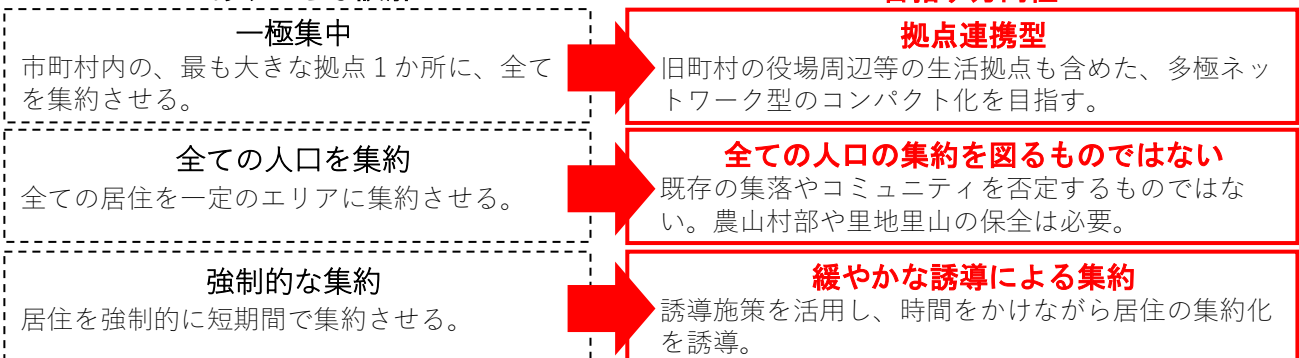 一極集中
市町村内の、最も大きな拠点１か所に、全て
を集約させる。
拠点連携型
旧町村の役場周辺等の生活拠点も含めた、多極ネッ
トワーク型のコンパクト化を目指す。
全ての人口を集約
全ての居住を一定のエリアに集約させる。
全ての人口の集約を図るものではない
既存の集落やコミュニティを否定するものではな
い。農山村部や里地里山の保全は必要。
強制的な集約
居住を強制的に短期間で集約させる。
緩やかな誘導による集約
誘導施策を活用し、時間をかけながら居住の集約化
を誘導。